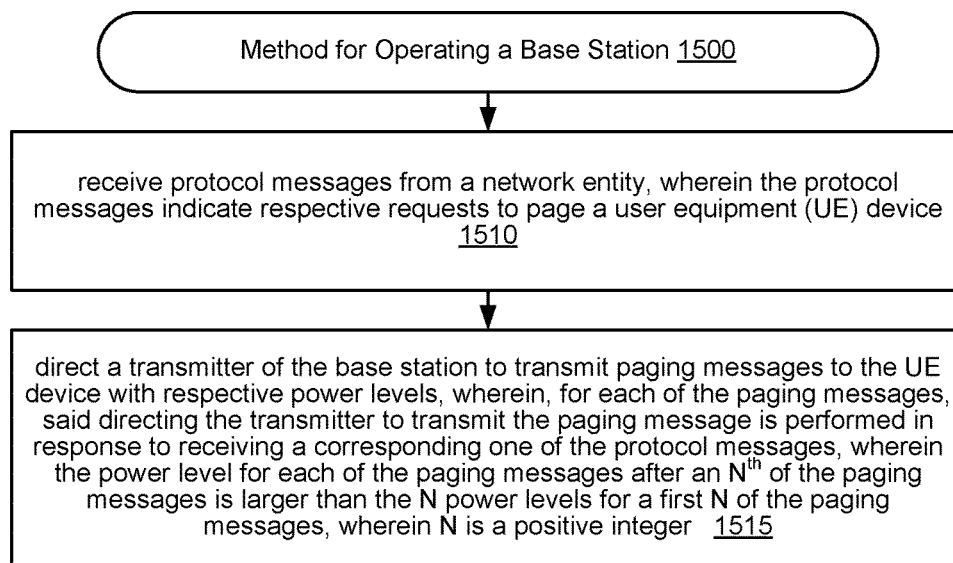 Method for Operating a Base Station 1500
receive protocol messages from a network entity, wherein the protocol
messages indicate respective requests to page a user equipment (UE) device
1510
direct a transmitter of the base station to transmit paging messages to the UE
device with respective power levels, wherein, for each of the paging messages,
said directing the transmitter to transmit the paging message is performed in
response to receiving a corresponding one of the protocol messages, wherein
the power level for each of the paging messages after an Nth of the paging
messages is larger than the N power levels for a first N of the paging
messages, wherein N is a positive integer 1515